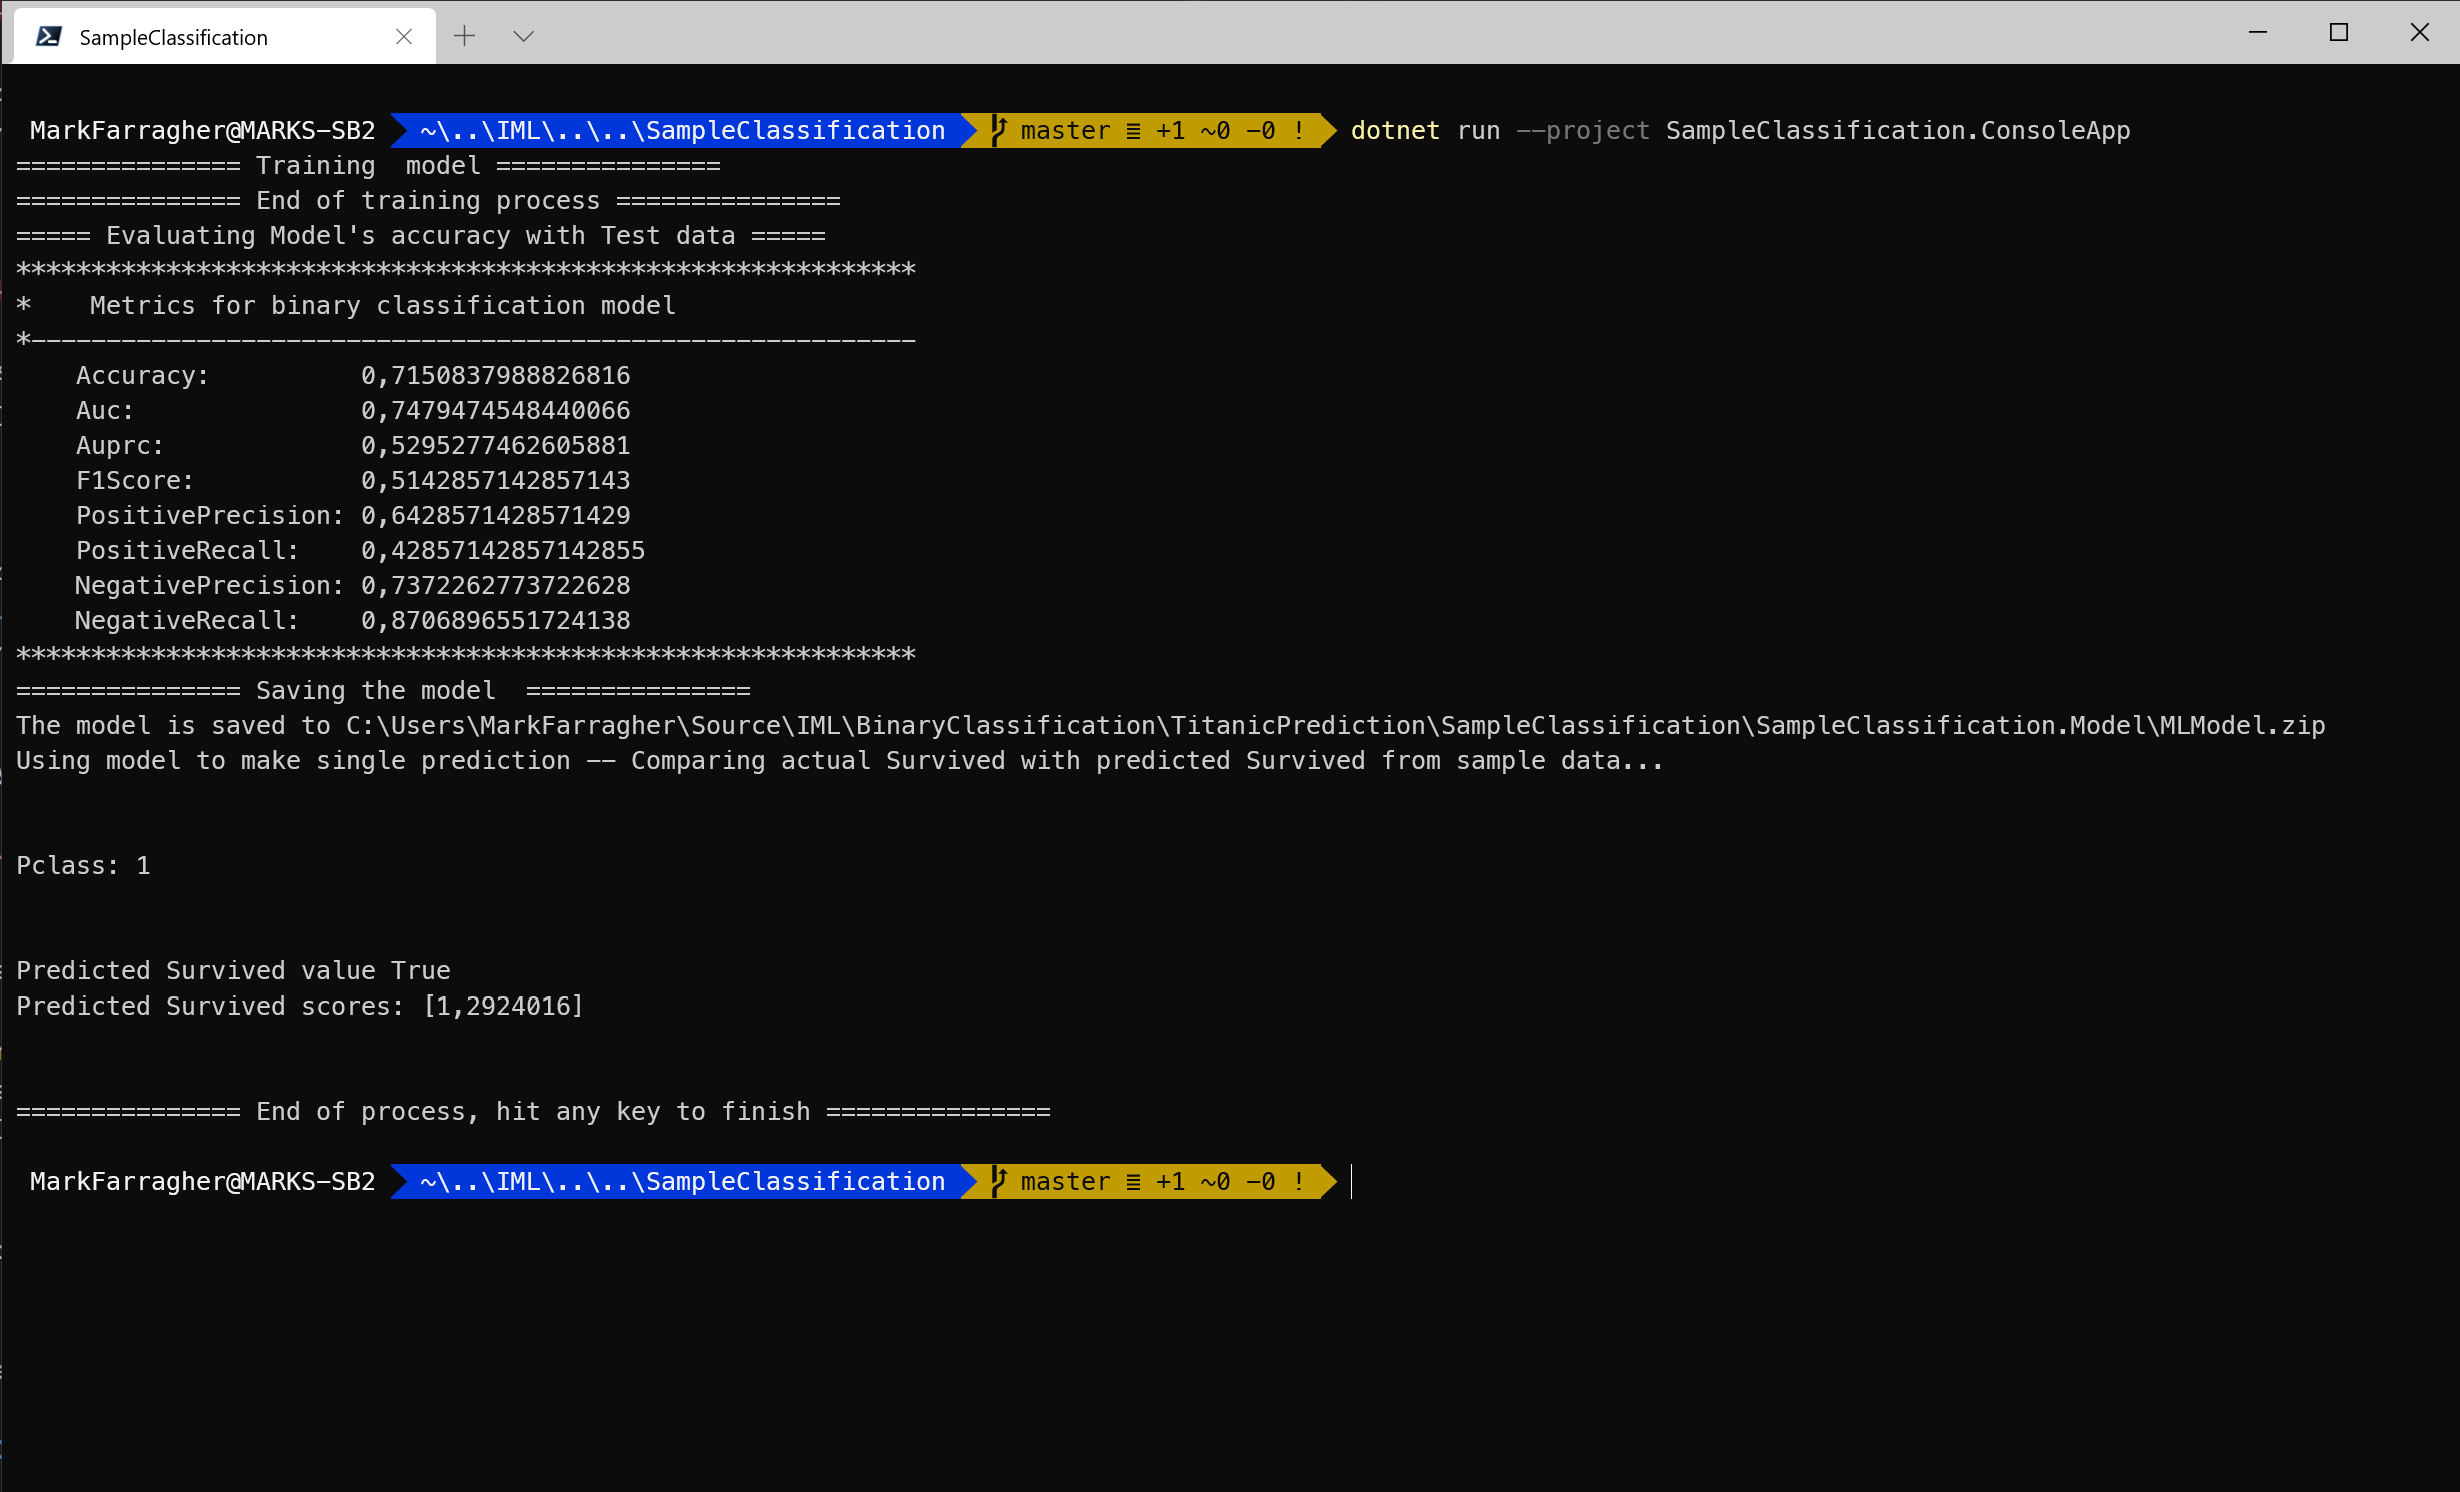 SampleClassification
MarkFarragher@MARKS-SB2 ~\..\IML\..\..\SampleClassification master ≡ +1 ~0 -0 ! dotnet run --project SampleClassification.ConsoleApp
=============== Training  model ===============
=============== End of training process ===============
===== Evaluating Model's accuracy with Test data =====
************************************************************
*    Metrics for binary classification model
*-----------------------------------------------------------
    Accuracy:          0,7150837988826816
    Auc:               0,7479474548440066
    Auprc:             0,5295277462605881
    F1Score:           0,5142857142857143
    PositivePrecision: 0,6428571428571429
    PositiveRecall:    0,42857142857142855
    NegativePrecision: 0,7372262773722628
    NegativeRecall:    0,8706896551724138
************************************************************
=============== Saving the model  ===============
The model is saved to C:\Users\MarkFarragher\Source\IML\BinaryClassification\TitanicPrediction\SampleClassification\SampleClassification.Model\MLModel.zip
Using model to make single prediction -- Comparing actual Survived with predicted Survived from sample data...
Pclass: 1
Predicted Survived value True
Predicted Survived scores: [1,2924016]
=============== End of process, hit any key to finish ===============
MarkFarragher@MARKS-SB2 ~\..\IML\..\..\SampleClassification master ≡ +1 ~0 -0 !